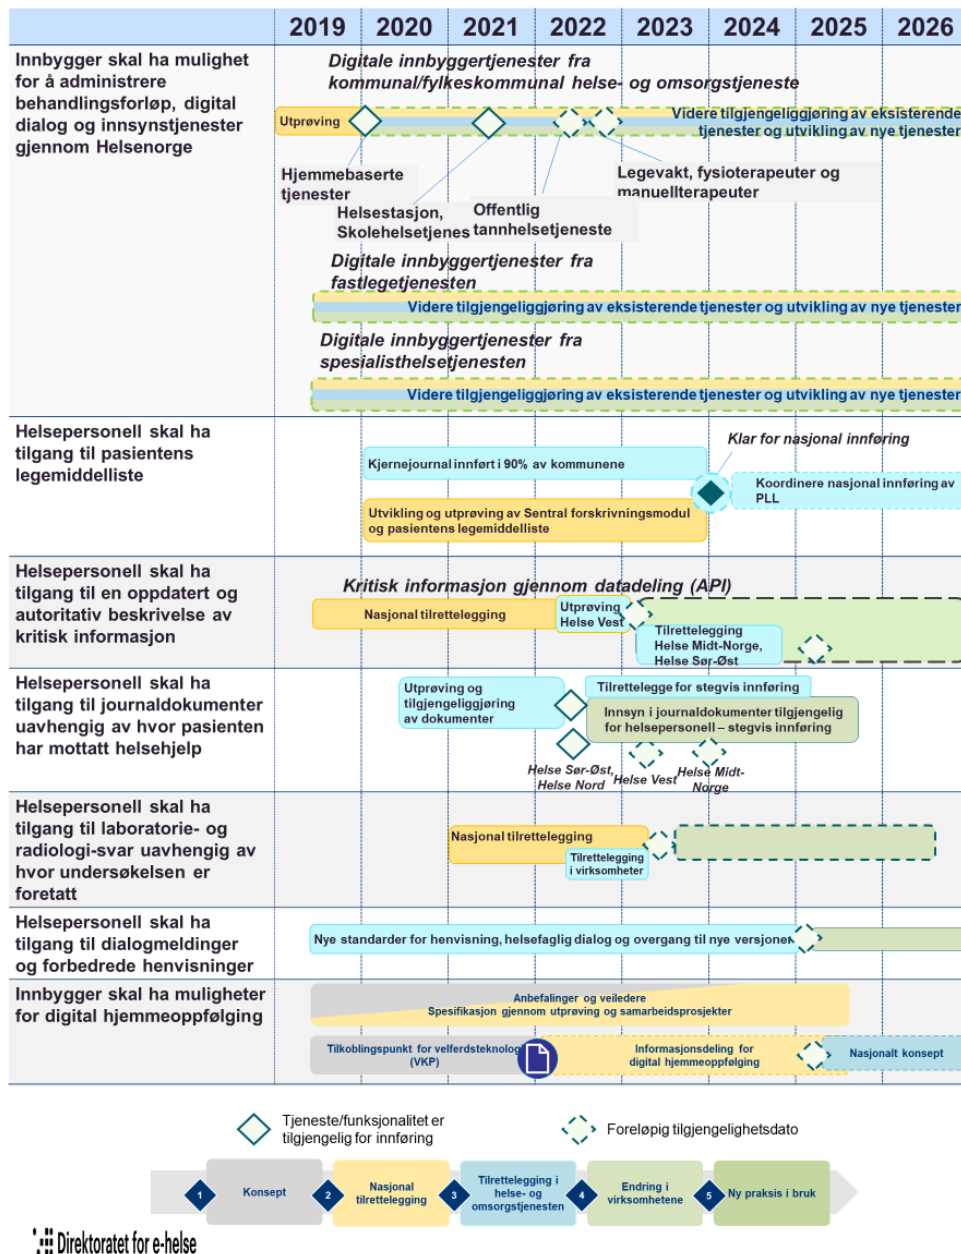 2019 2020 2021 2022 2023 2024 2025 2026
Innbygger skal ha mulighet
for å administrere
behandlingsforløp, digital
dialog og innsynstjenester
gjennom Helsenorge
Digitale innbyggertjenester fra
kommunal/fylkeskommunal helse- og omsorgstjeneste
Utprøving
Videre tilgjengeliggjøring av eksisterende
tjenester og utvikling av nye tjenester
Hjemmebaserte
tjenester
Helsestasjon,
Skolehelsetjenes
Offentlig
tannhelsetjeneste
Legevakt, fysioterapeuter og
manuellterapeuter
Digitale innbyggertjenester fra
fastlegetjenesten
Videre tilgjengeliggjøring av eksisterende tjenester og utvikling av nye tjenester
Digitale innbyggertjenester fra
spesialisthelsetjenesten
Videre tilgjengeliggjøring av eksisterende tjenester og utvikling av nye tjenester
Helsepersonell skal ha
tilgang til pasientens
legemiddelliste
Klar for nasjonal innføring
Kjernejournal innført i 90% av kommunene
Koordinere nasjonal innføring av
PLL
Utvikling og utprøving av Sentral forskrivningsmodul
og pasientens legemiddelliste
Helsepersonell skal ha
tilgang til en oppdatert og
autoritativ beskrivelse av
kritisk informasjon
Kritisk informasjon gjennom datadeling (API)
Nasjonal tilrettelegging
Utprøving
Helse Vest
Tilrettelegging
Helse Midt-Norge,
Helse Sør-Øst
Helsepersonell skal ha
tilgang til journaldokumenter
uavhengig av hvor pasienten
har mottatt helsehjelp
Utprøving og
tilgjengeliggjøring
av dokumenter
Tilrettelegge for stegvis innføring
Innsyn i journaldokumenter tilgjengelig
for helsepersonell – stegvis innføring
Helse Sør-Øst,
Helse Nord
Helse Vest
Helse Midt-
Norge
Helsepersonell skal ha
tilgang til laboratorie- og
radiologi-svar uavhengig av
hvor undersøkelsen er
foretatt
Nasjonal tilrettelegging
Tilrettelegging
i virksomheter
Helsepersonell skal ha
tilgang til dialogmeldinger
og forbedrede henvisninger
Nye standarder for henvisning, helsefaglig dialog og overgang til nye versjoner
Innbygger skal ha muligheter
for digital hjemmeoppfølging
Anbefalinger og veiledere
Spesifikasjon gjennom utprøving og samarbeidsprosjekter
Tilkoblingspunkt for velferdsteknologi
(VKP)
Informasjonsdeling for
digital hjemmeoppfølging
Nasjonalt konsept
Tjeneste/funksjonalitet er
tilgjengelig for innføring
Foreløpig tilgjengelighetsdato
1
Konsept
2
Nasjonal
tilrettelegging
3
Tilrettelegging i
helse- og
omsorgstjenesten
4
Endring i
virksomhetene
5
Ny praksis i bruk
Direktoratet for e-helse